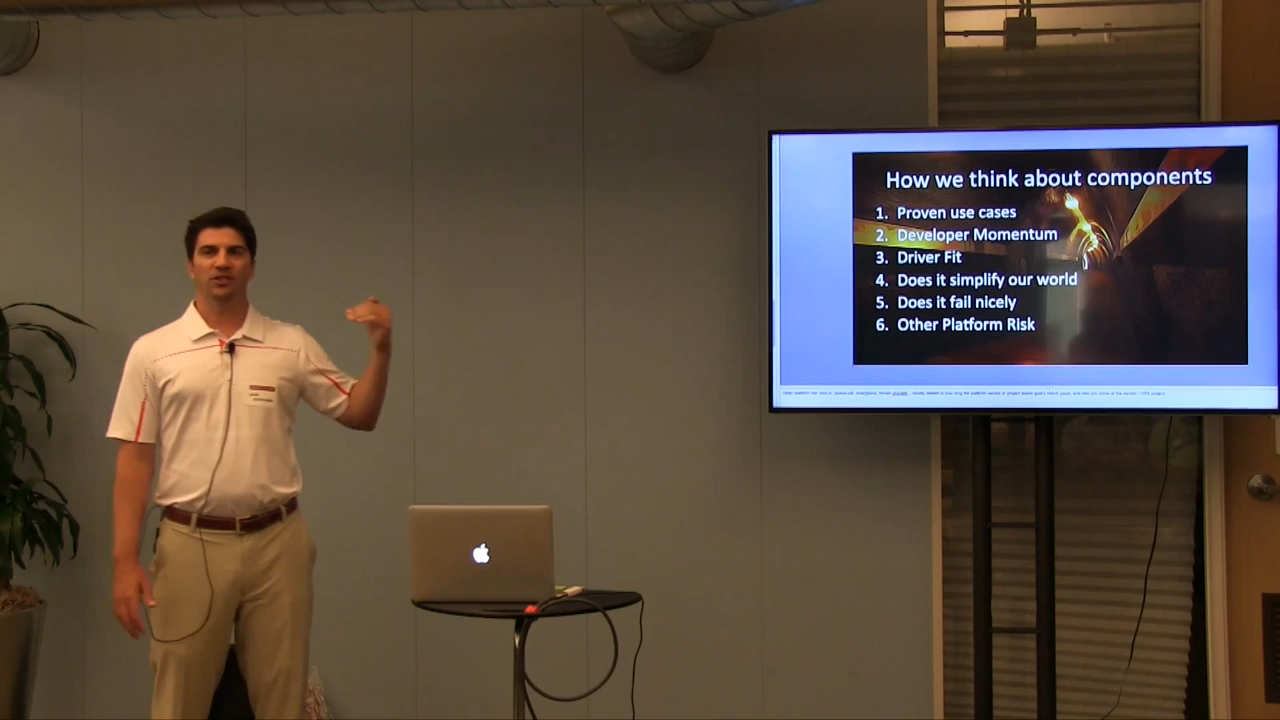 How we think about components
1. Proven use cases
2. Developer Momentum
3. Driver Fit
4. Does it simplify our world
5. Does it fail nicely
6. Other Platform Risk